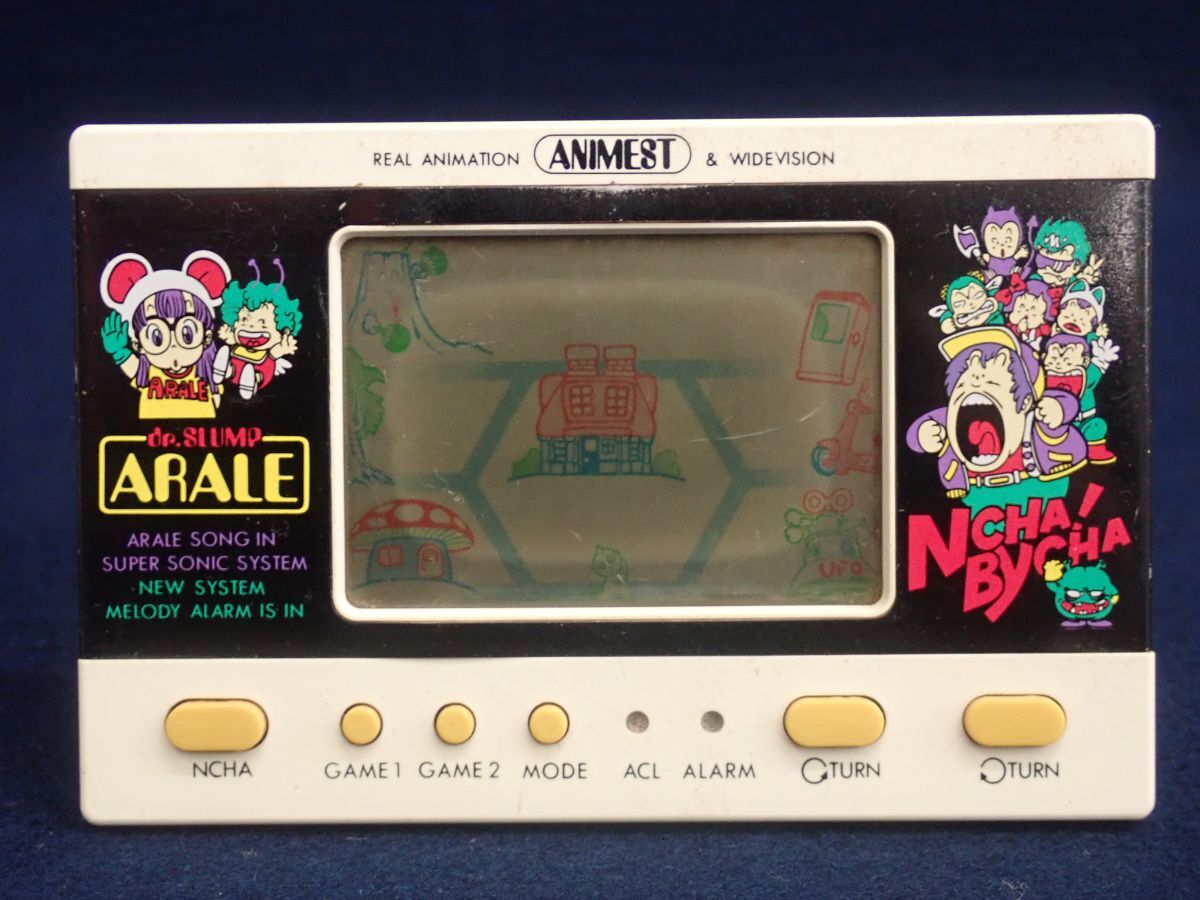 REAL ANIMATION ANIMEST & WIDEVISION
ARALE
dr.SLUMP
ARALE
ARALE SONG IN
SUPER SONIC SYSTEM
NEW SYSTEM
MELODY ALARM IS IN
UFO
NCHA!
BYCHA
NCHA
GAME 1
GAME 2
MODE
ACL
ALARM
TURN
TURN